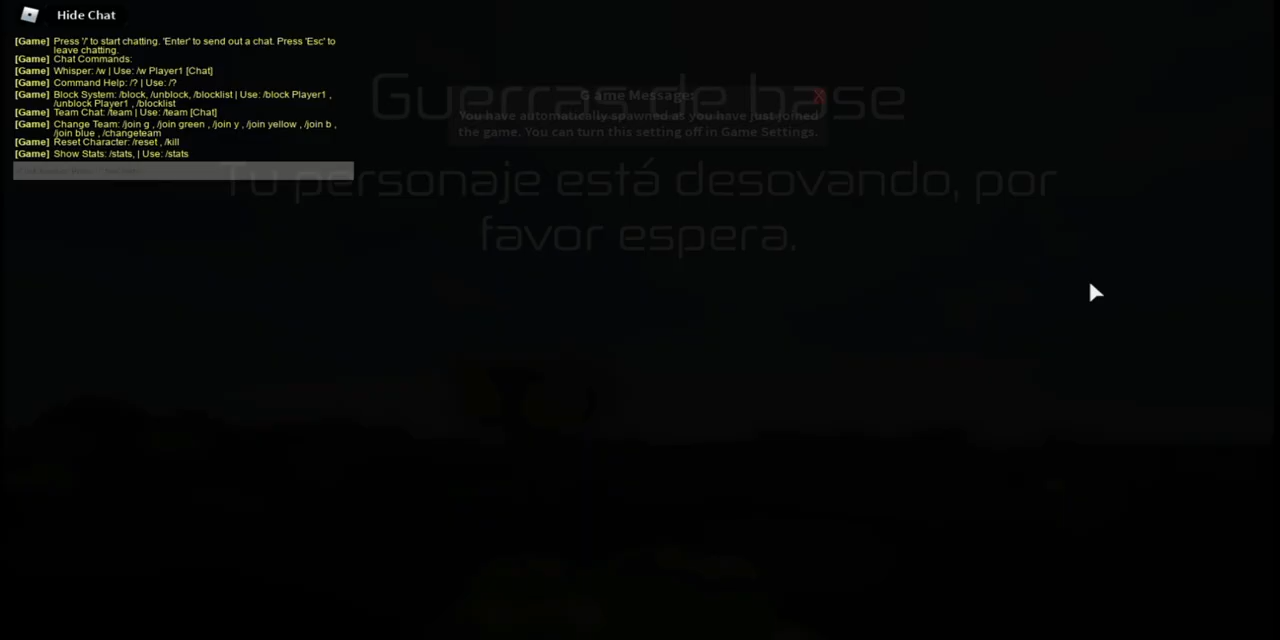 Hide Chat
[Game] Press '/' to start chatting. 'Enter' to send out a chat. Press 'Esc' to
leave chatting.
[Game] Chat Commands:
[Game] Whisper: /w | Use: /w Player1 [Chat]
[Game] Command Help: /? | Use: /?
[Game] Block System: /block, /unblock, /blocklist | Use: /block Player1 ,
/unblock Player1 , /blocklist
[Game] Team Chat: /team | Use: /team [Chat]
[Game] Change Team: /join g , /join green , /join y , /join yellow , /join b ,
/join blue , /changeteam
[Game] Reset Character: /reset , /kill
[Game] Show Stats: /stats, | Use: /stats
Guerras de base
Game Message:
X
You have automatically spawned as you have just joined
the game. You can turn this setting off in Game Settings.
Tu personaje está desovando, por
favor espera.